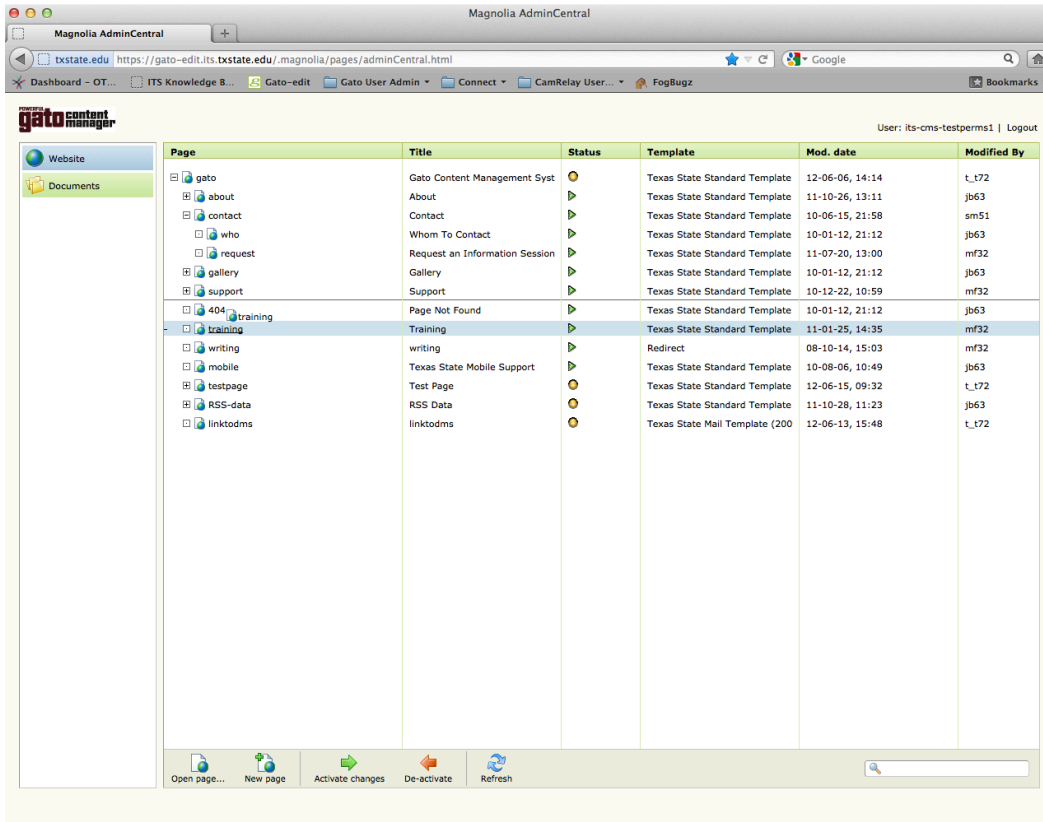 Magnolia AdminCentral
Magnolia AdminCentral
txstate.edu https://gato-edit.its.txstate.edu/.magnolia/pages/adminCentral.html Google
Dashboard – OT... ITS Knowledge B... Gato-edit Gato User Admin Connect CamRelay User... FogBugz Bookmarks
POWERFUL
gato content manager
User: its-cms-testperms1 | Logout
Website
Documents
Page Title Status Template Mod. date Modified By
gato Gato Content Management Syst Texas State Standard Template 12-06-06, 14:14 t_t72
about About Texas State Standard Template 11-10-26, 13:11 jb63
contact Contact Texas State Standard Template 10-06-15, 21:58 sm51
who Whom To Contact Texas State Standard Template 10-01-12, 21:12 jb63
request Request an Information Session Texas State Standard Template 11-07-20, 13:00 mf32
gallery Gallery Texas State Standard Template 10-01-12, 21:12 jb63
support Support Texas State Standard Template 10-12-22, 10:59 mf32
404 Page Not Found Texas State Standard Template 10-01-12, 21:12 jb63
training
training Training Texas State Standard Template 11-01-25, 14:35 mf32
writing writing Redirect 08-10-14, 15:03 mf32
mobile Texas State Mobile Support Texas State Standard Template 10-08-06, 10:49 jb63
testpage Test Page Texas State Standard Template 12-06-15, 09:32 t_t72
RSS-data RSS Data Texas State Standard Template 11-10-28, 11:23 jb63
linktodms linktodms Texas State Mail Template (200 12-06-13, 15:48 t_t72
Open page... New page Activate changes De-activate Refresh